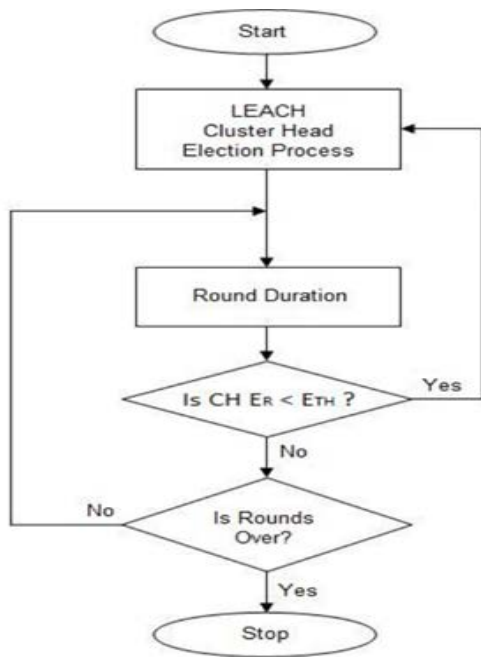 Start
LEACH
Cluster Head
Election Process
Round Duration
Is CH ER < ETH ?
Yes
No
Is Rounds
Over?
No
Yes
Stop